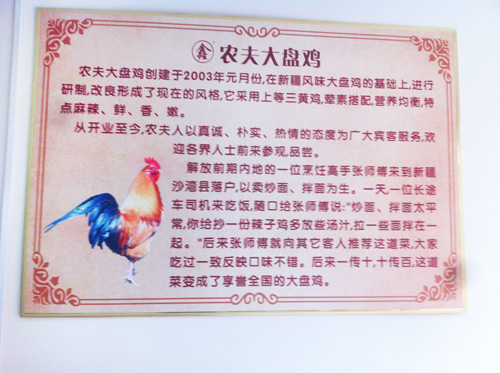 鑫 农夫大盘鸡
农夫大盘鸡创建于2003年元月份,在新疆风味大盘鸡的基础上,进行
研制,改良形成了现在的风格,它采用上等三黄鸡,荤素搭配,营养均衡,特
点麻辣、鲜、香、嫩。
从开业至今,农夫人以真诚、朴实、热情的态度为广大宾客服务,欢
迎各界人士前来参观,品尝。
解放前期内地的一位烹饪高手张师傅来到新疆
沙湾县落户,以卖炒面、拌面为生。一天,一位长途
车司机来吃饭,随口给张师傅说:"炒面、拌面太平
常,你给抄一份辣子鸡多放些汤汁,拉一些面拌在一
起。"后来张师傅就向其它客人推荐这道菜,大家
吃过一致反映口味不错。后来一传十,十传百,这道
菜变成了享誉全国的大盘鸡。